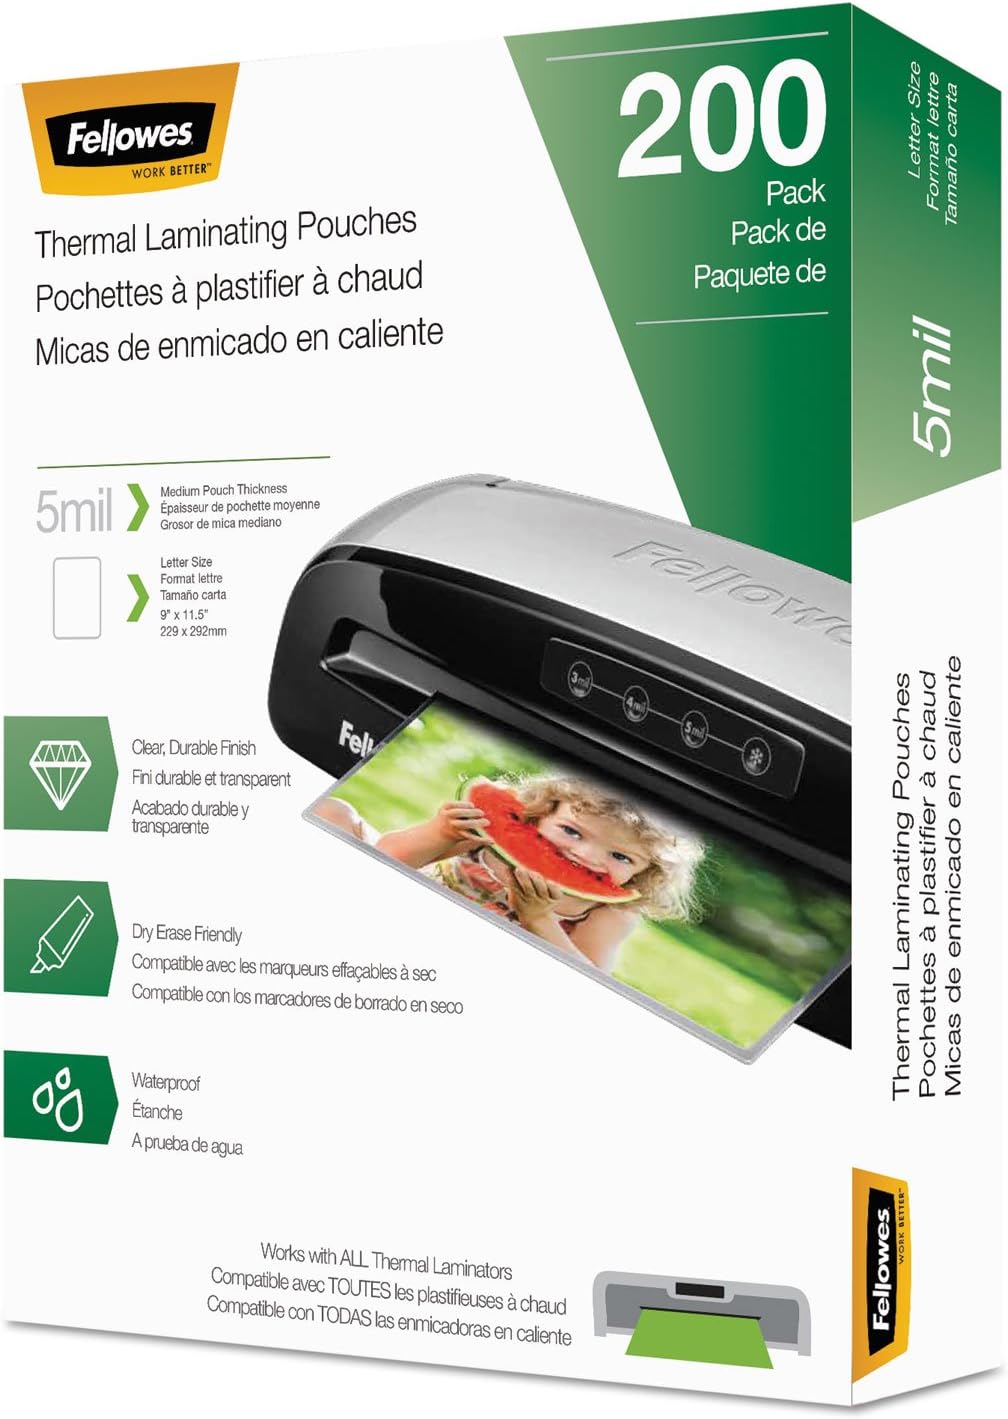 Fellowes
WORK BETTER™
Thermal Laminating Pouches
Pochettes à plastifier à chaud
Micas de enmicado en caliente
200
Pack
Pack de
Paquete de
5mil
Medium Pouch Thickness
Épaisseur de pochette moyenne
Grosor de mica mediano
Letter Size
Format lettre
Tamaño carta
9" x 11.5"
229 x 292mm
Fellowes
3 mil
4 mil
5 mil
Clear, Durable Finish
Fini durable et transparent
Acabado durable y
transparente
Dry Erase Friendly
Compatible avec les marqueurs effaçables à sec
Compatible con los marcadores de borrado en seco
Waterproof
Étanche
A prueba de agua
Works with ALL Thermal Laminators
Compatible avec TOUTES les plastifieuses à chaud
Compatible con TODAS las enmicadoras en caliente
Letter Size
Format lettre
Tamaño carta
5mil
Thermal Laminating Pouches
Pochettes à plastifier à chaud
Micas de enmicado en caliente
Fellowes
WORK BETTER™